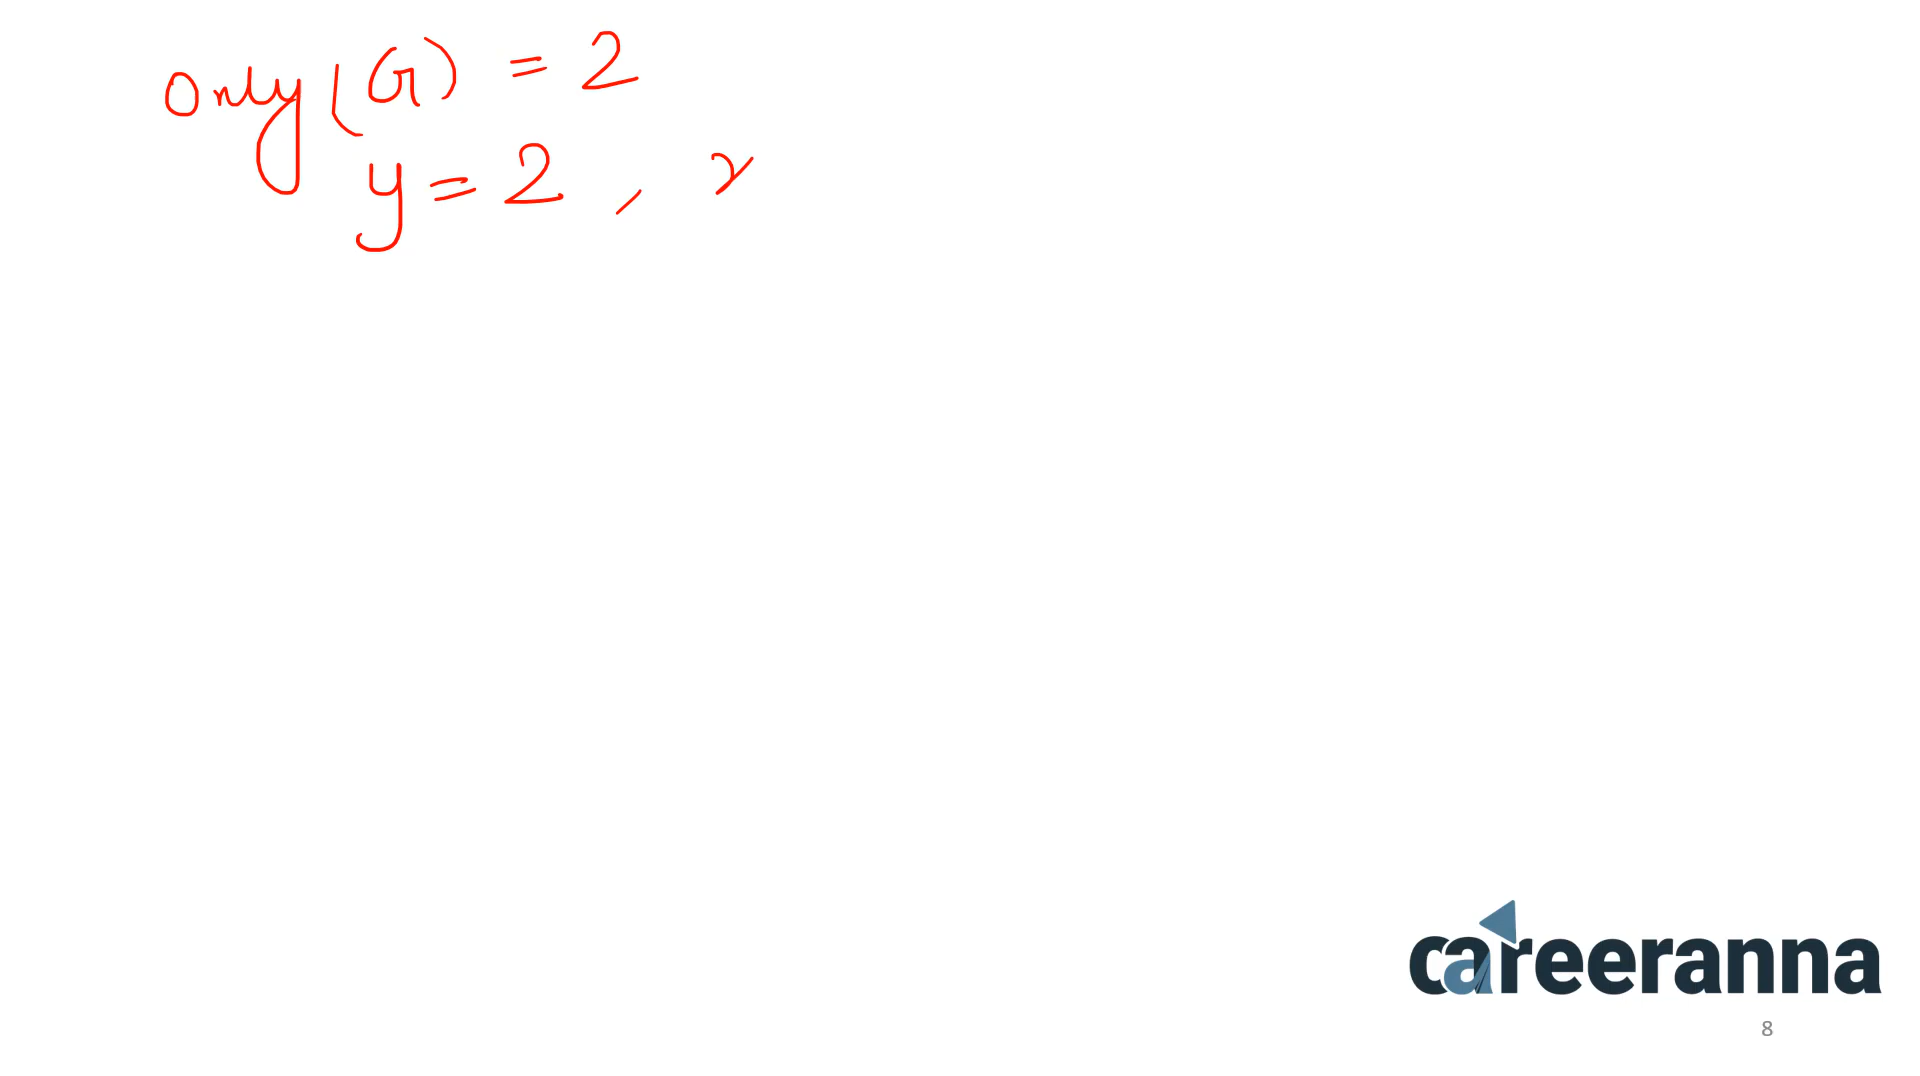 only (G) = 2
y = 2 ,
careeranna
8